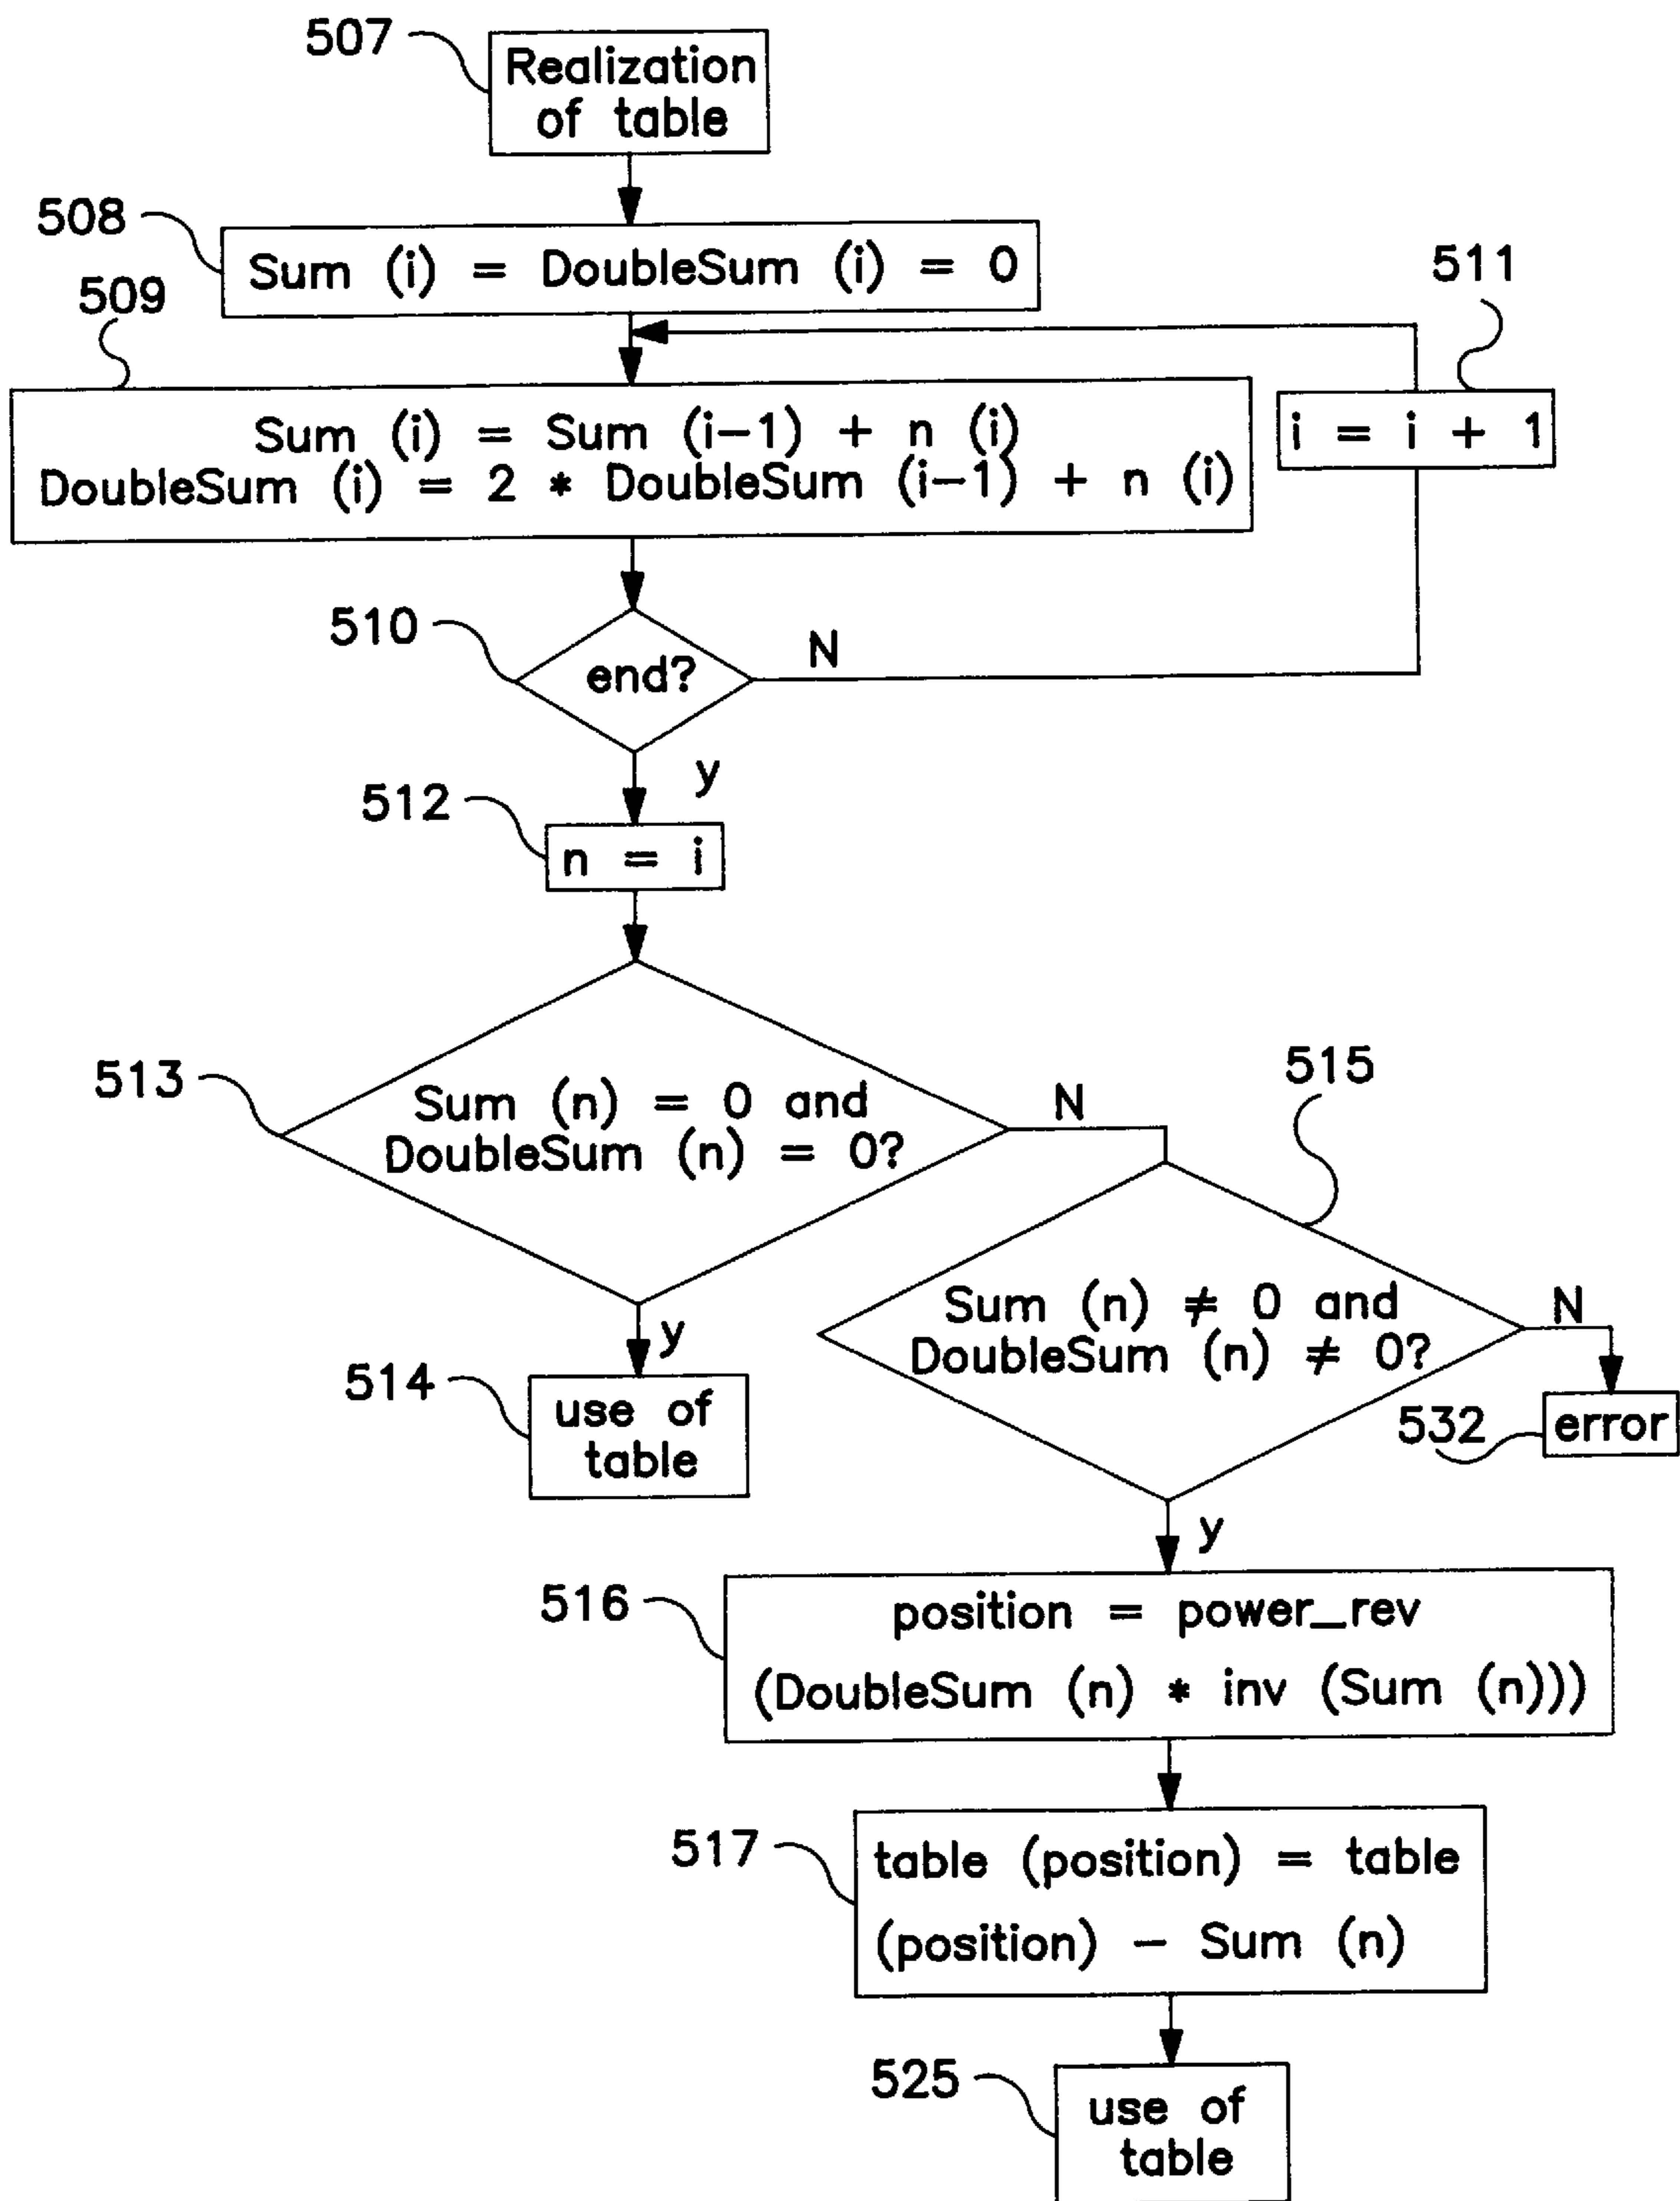 507
Realization
of table
508
Sum (i) = DoubleSum (i) = 0
509
511
Sum (i) = Sum (i-1) + n (i)
DoubleSum (i) = 2 * DoubleSum (i-1) + n (i)
i = i + 1
510
end?
N
y
512
n = i
513
Sum (n) = 0 and
DoubleSum (n) = 0?
N
515
y
514
use of
table
Sum (n) ≠ 0 and
DoubleSum (n) ≠ 0?
N
532
error
y
516
position = power_rev
(DoubleSum (n) * inv (Sum (n)))
517
table (position) = table
(position) - Sum (n)
525
use of
table